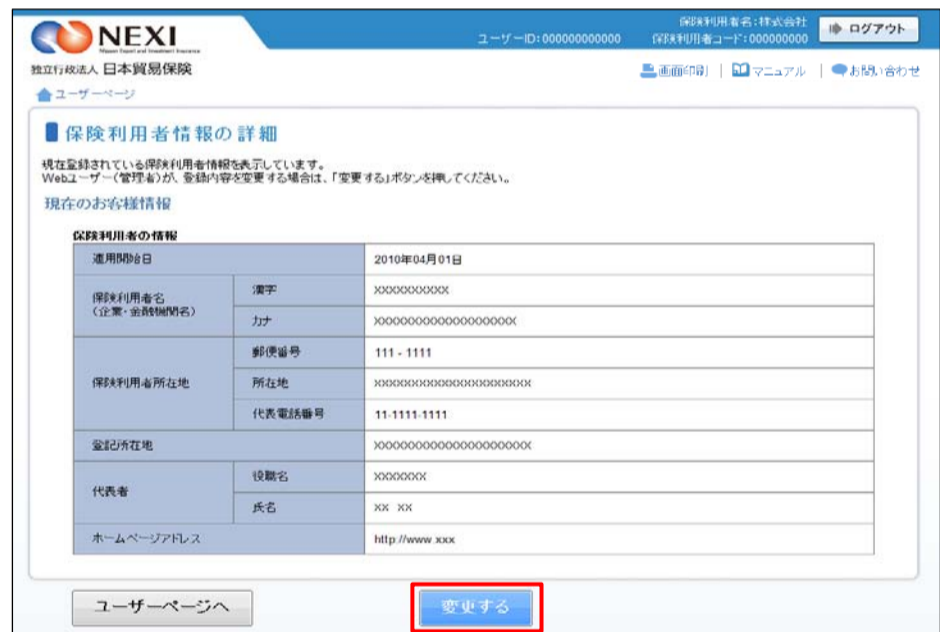 NEXI
Nippon Export and Investment Insurance
ユーザーID:000000000000
保険利用者名:株式会社
保険利用者コード:000000000
ログアウト
独立行政法人 日本貿易保険
画面印刷 | マニュアル | お問い合わせ
ユーザーページ
保険利用者情報の詳細
現在登録されている保険利用者情報を表示しています。
Webユーザー(管理者)が、登録内容を変更する場合は、「変更する」ボタンを押してください。
現在のお客様情報
保険利用者の情報
適用開始日 2010年04月01日
保険利用者名
(企業・金融機関名)
漢字 XXXXXXXXXXX
カナ XXXXXXXXXXXXXXXXXXXX
保険利用者所在地
郵便番号 111 - 1111
所在地 XXXXXXXXXXXXXXXXXXXXXX
代表電話番号 11-1111-1111
登記所在地 XXXXXXXXXXXXXXXXXXXXXX
代表者
役職名 XXXXXXX
氏名 XX XX
ホームページアドレス http://www.xxx
ユーザーページへ
変更する